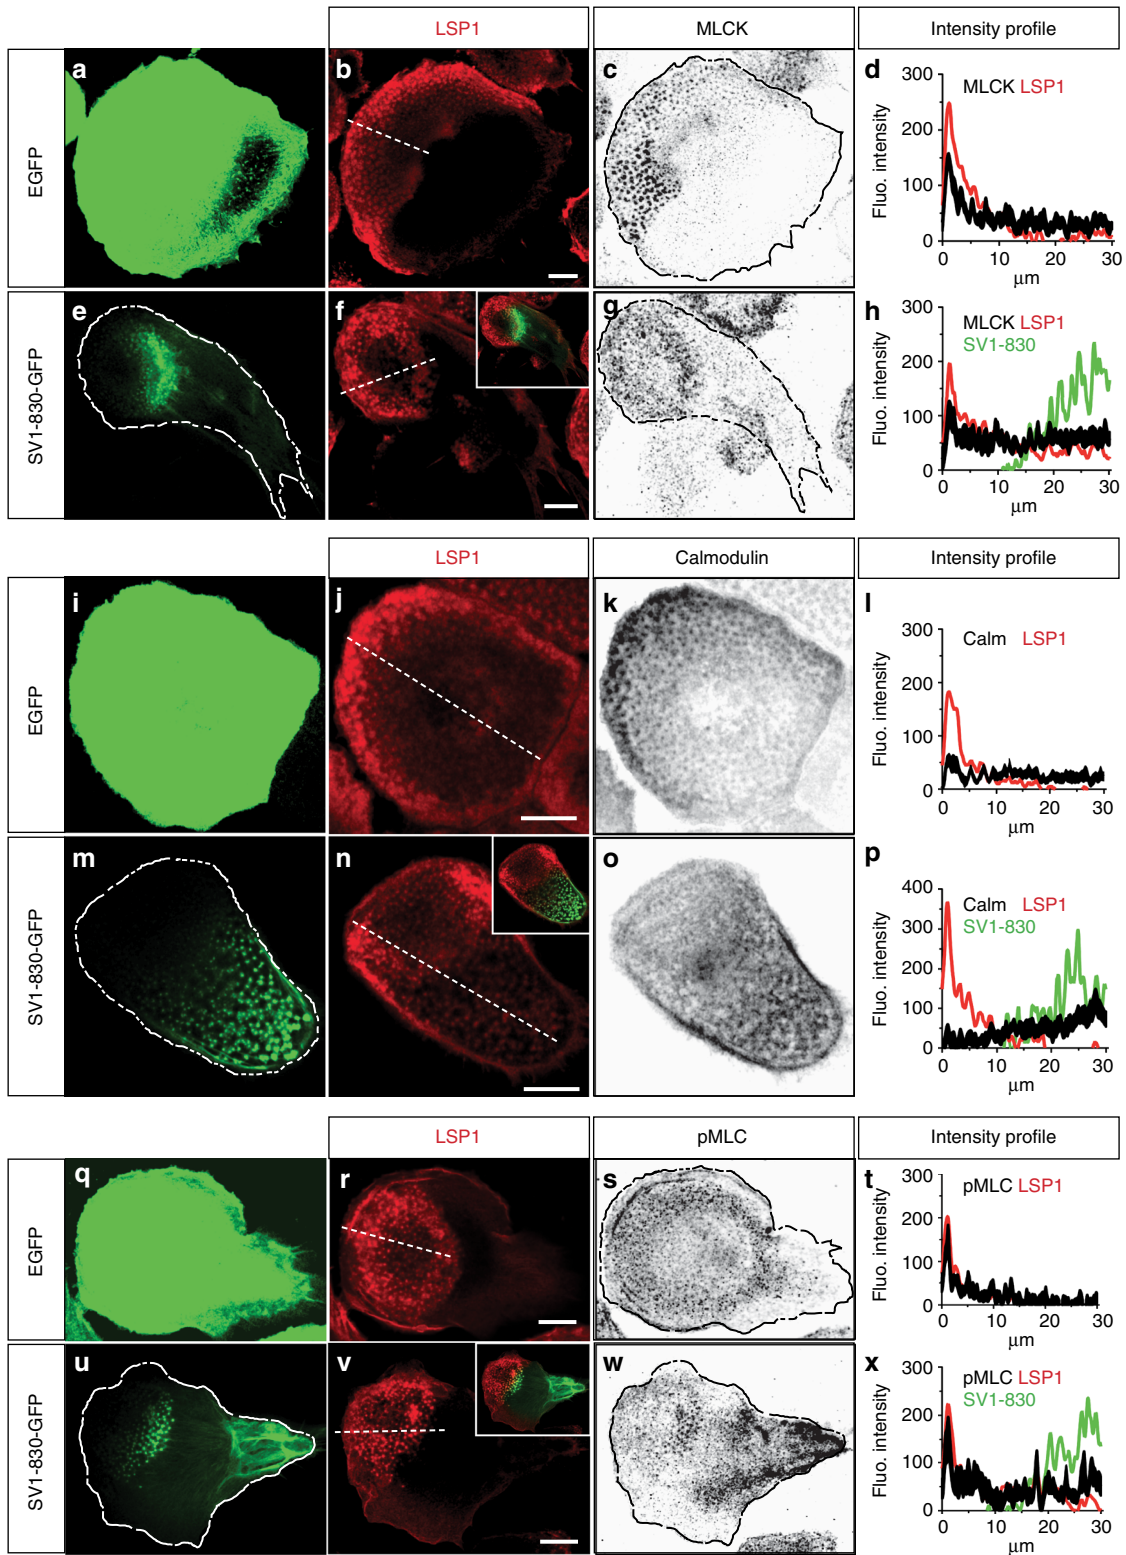 LSP1 MLCK Intensity profile
EGFP
a b c d
MLCK LSP1
Fluo. intensity
300
200
100
0
0 10 20 30
µm
SV1-830-GFP
e f g h
MLCK LSP1
SV1-830
Fluo. intensity
300
200
100
0
0 10 20 30
µm
LSP1 Calmodulin Intensity profile
EGFP
i j k l
Calm LSP1
Fluo. intensity
300
200
100
0
0 10 20 30
µm
SV1-830-GFP
m n o p
Calm LSP1
SV1-830
Fluo. intensity
400
300
200
100
0
0 10 20 30
µm
LSP1 pMLC Intensity profile
EGFP
q r s t
pMLC LSP1
Fluo. intensity
300
200
100
0
0 10 20 30
µm
SV1-830-GFP
u v w x
pMLC LSP1
SV1-830
Fluo. intensity
300
200
100
0
0 10 20 30
µm